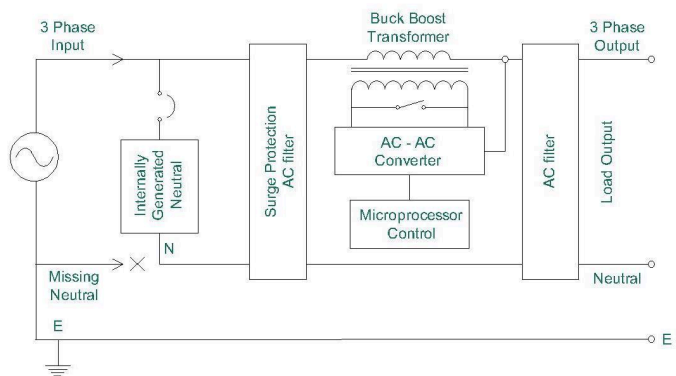 3 Phase
Input
Buck Boost
Transformer
3 Phase
Output
Internally
Generated
Neutral
N
Surge Protection
AC filter
AC - AC
Converter
Microprocessor
Control
AC filter
Load Output
Missing
Neutral
Neutral
E
E